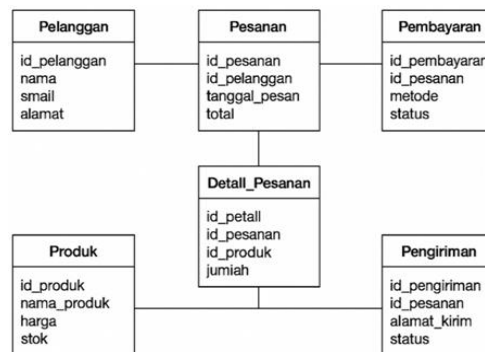 Pelanggan
id_pelanggan
nama
smail
alamat
Pesanan
id_pesanan
id_pelanggan
tanggal_pesan
total
Pembayaran
id_pembayaran
id_pesanan
metode
status
Detall_Pesanan
id_petall
id_pesanan
id_produk
jumiah
Produk
id_produk
nama_produk
harga
stok
Pengiriman
id_pengiriman
id_pesanan
alamat_kirim
status